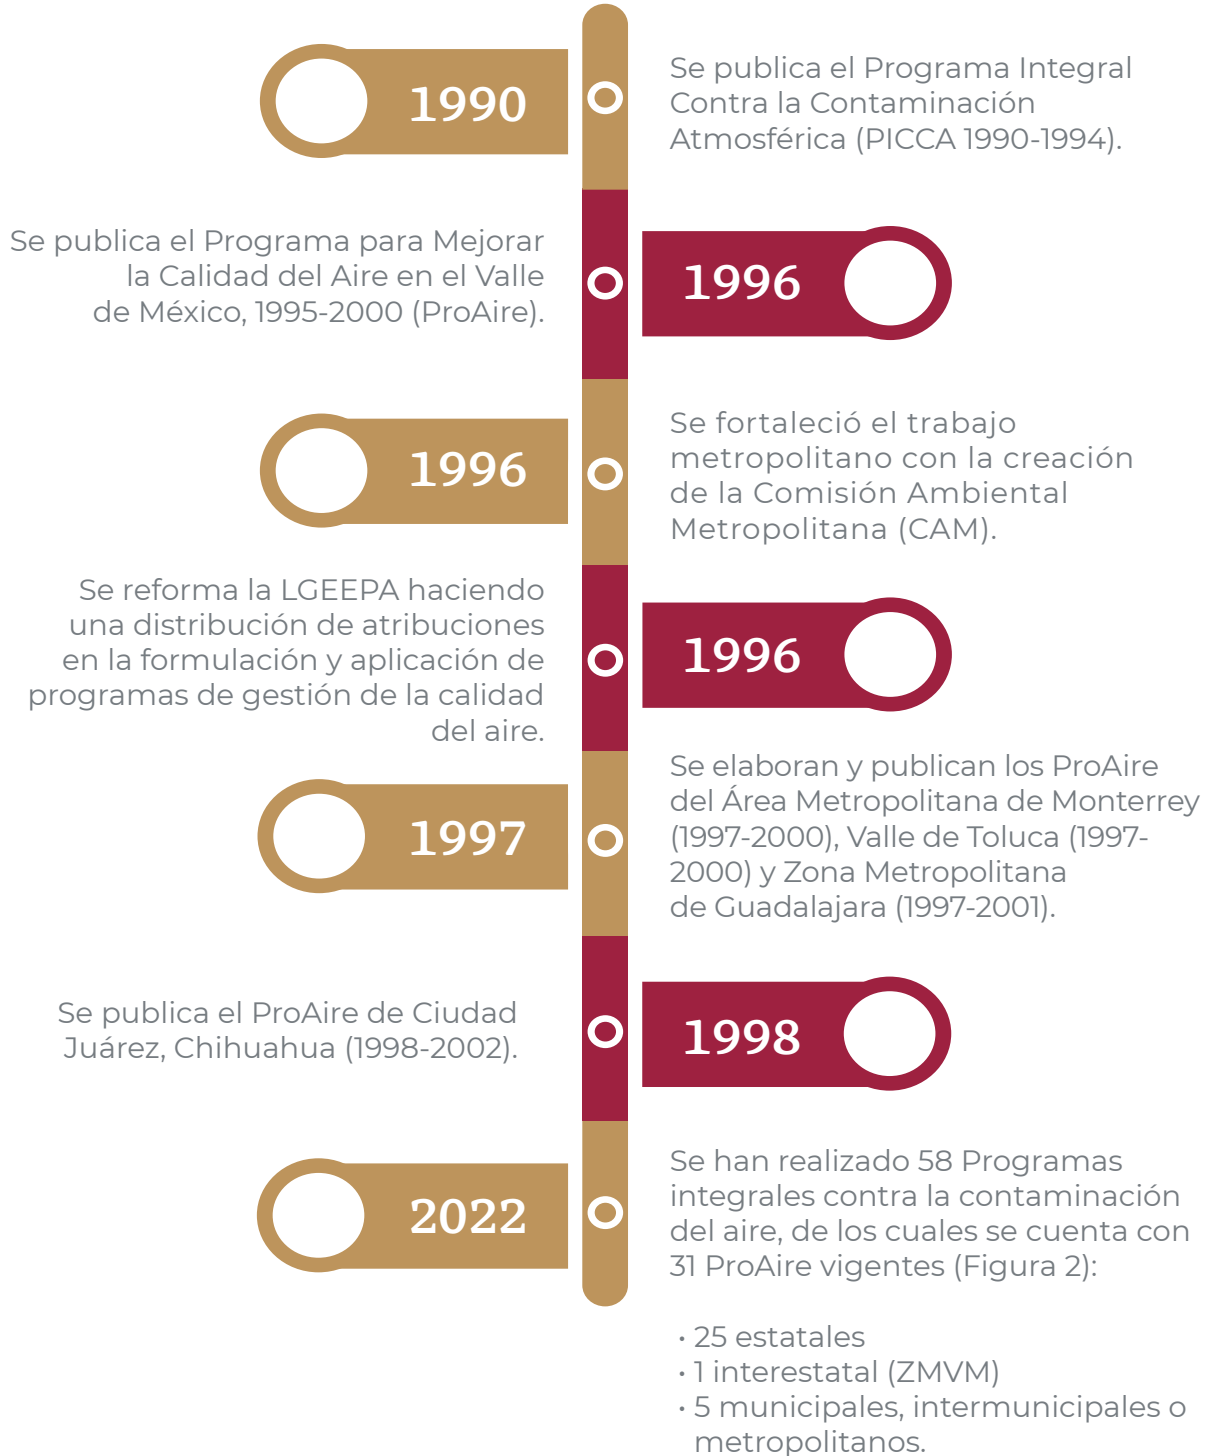 1990
Se publica el Programa Integral
Contra la Contaminación
Atmosférica (PICCA 1990-1994).
Se publica el Programa para Mejorar
la Calidad del Aire en el Valle
de México, 1995-2000 (ProAire).
1996
1996
Se fortaleció el trabajo
metropolitano con la creación
de la Comisión Ambiental
Metropolitana (CAM).
Se reforma la LGEEPA haciendo
una distribución de atribuciones
en la formulación y aplicación de
programas de gestión de la calidad
del aire.
1996
1997
Se elaboran y publican los ProAire
del Área Metropolitana de Monterrey
(1997-2000), Valle de Toluca (1997-
2000) y Zona Metropolitana
de Guadalajara (1997-2001).
Se publica el ProAire de Ciudad
Juárez, Chihuahua (1998-2002).
1998
2022
Se han realizado 58 Programas
integrales contra la contaminación
del aire, de los cuales se cuenta con
31 ProAire vigentes (Figura 2):
• 25 estatales
• 1 interestatal (ZMVM)
• 5 municipales, intermunicipales o
metropolitanos.